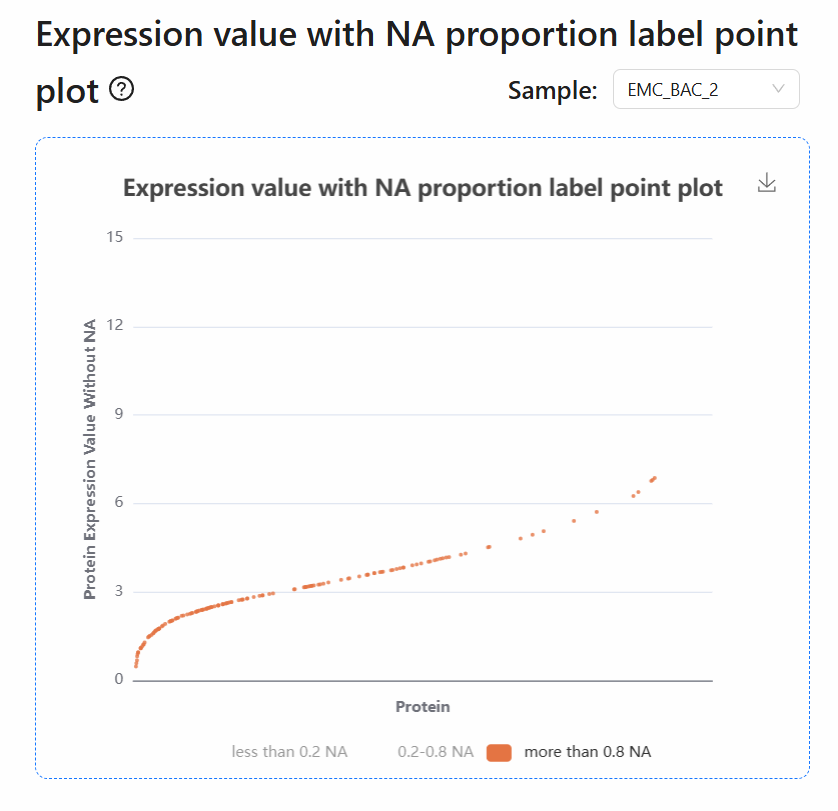 Expression value with NA proportion label point
plot ?
Sample: EMC_BAC_2
Expression value with NA proportion label point plot
Protein Expression Value Without NA
15
12
9
6
3
0
Protein
less than 0.2 NA 0.2-0.8 NA more than 0.8 NA